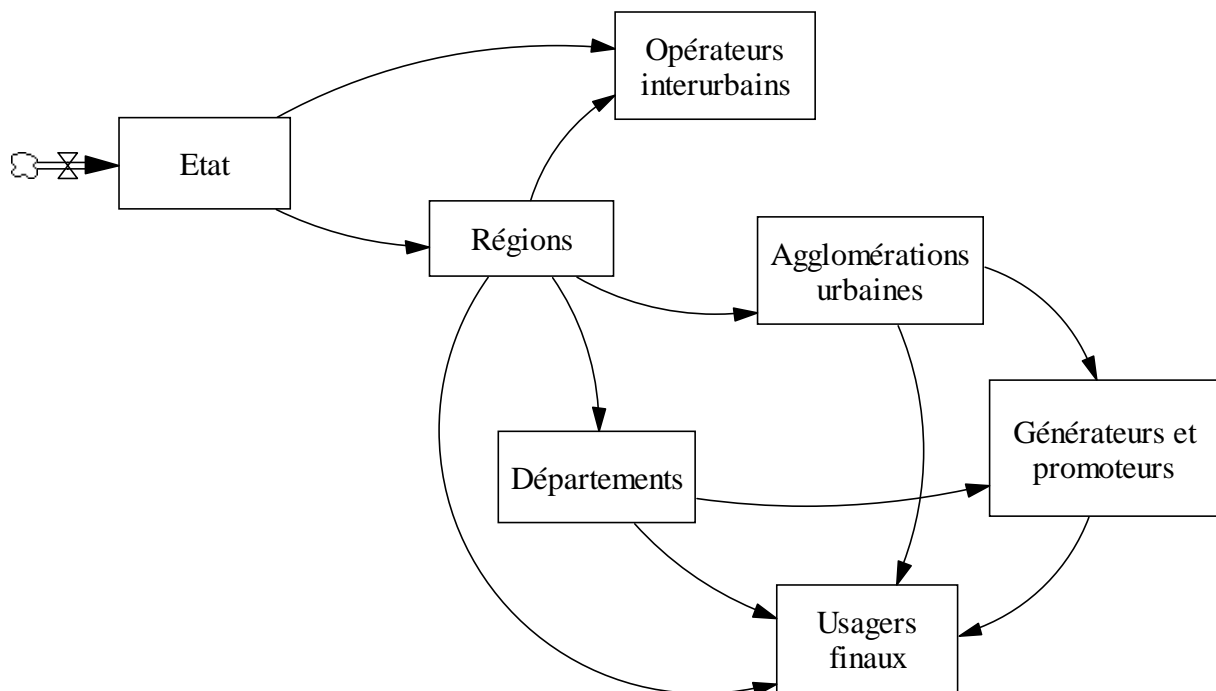 Opérateurs
interurbains
Etat
Régions
Agglomérations
urbaines
Générateurs et
promoteurs
Départements
Usagers
finaux